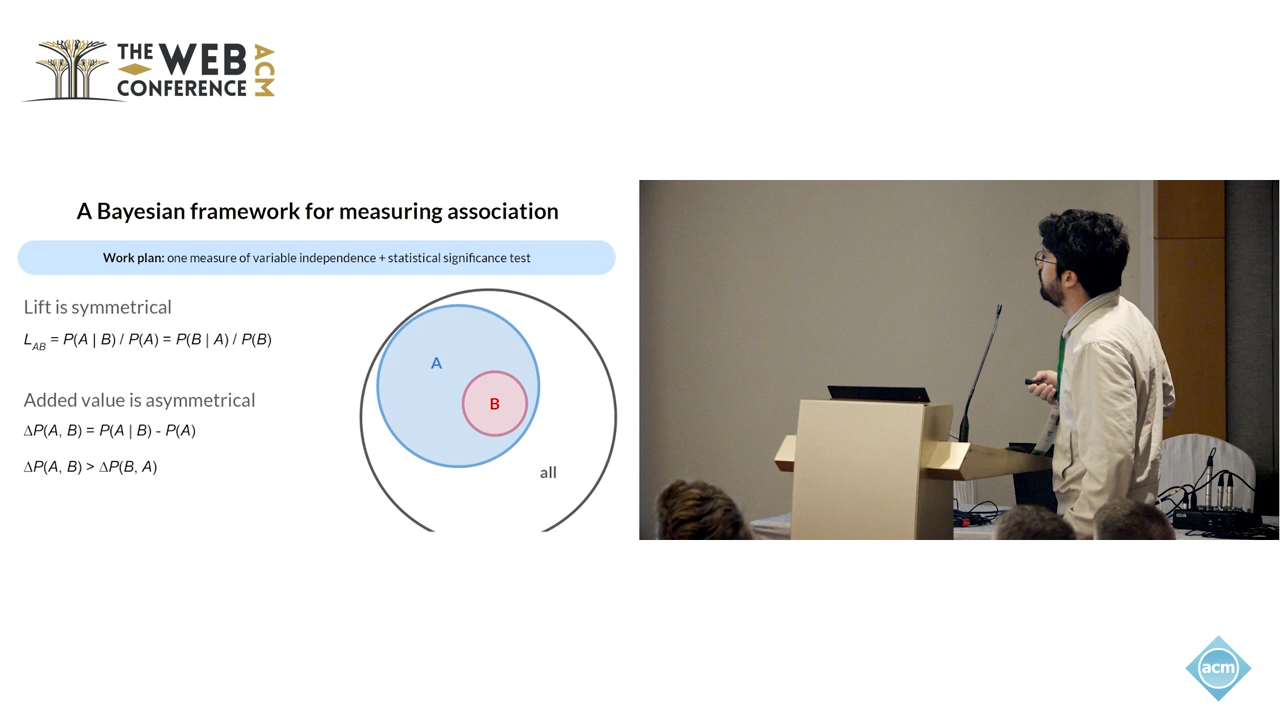 THE WEB
CONFERENCE
ACM
A Bayesian framework for measuring association
Work plan: one measure of variable independence + statistical significance test
Lift is symmetrical
L_AB = P(A | B) / P(A) = P(B | A) / P(B)
Added value is asymmetrical
ΔP(A, B) = P(A | B) - P(A)
ΔP(A, B) > ΔP(B, A)
A
B
all
acm